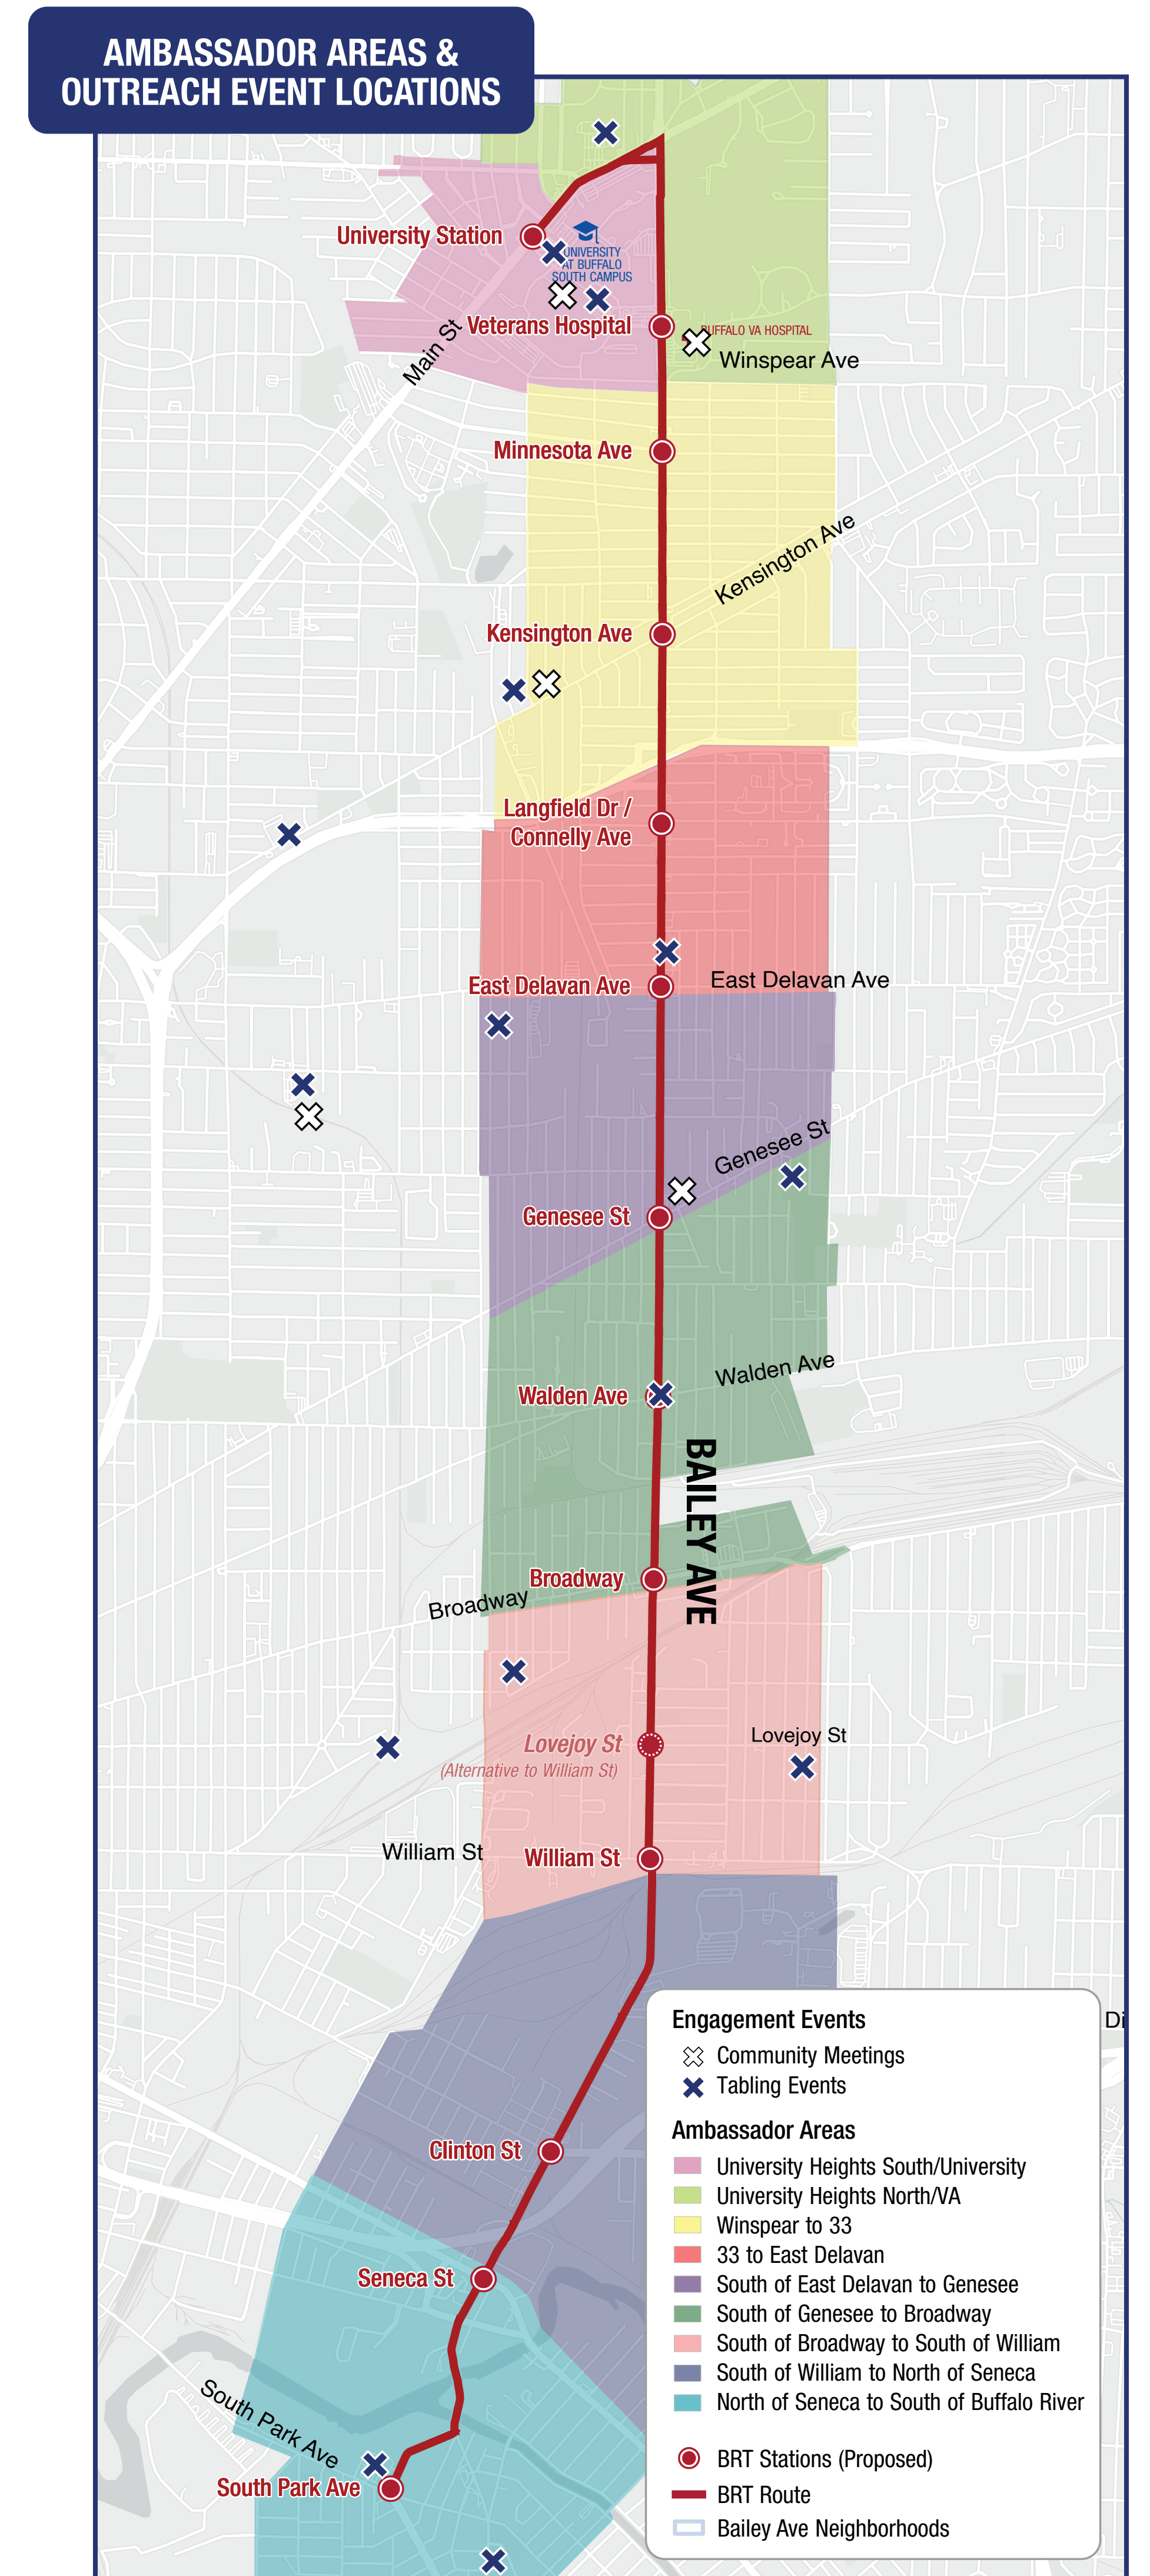 AMBASSADOR AREAS &
OUTREACH EVENT LOCATIONS
University Station
UNIVERSITY
AT BUFFALO
SOUTH CAMPUS
Main St
Veterans Hospital
BUFFALO VA HOSPITAL
Winspear Ave
Minnesota Ave
Kensington Ave
Kensington Ave
Langfield Dr /
Connelly Ave
East Delavan Ave
East Delavan Ave
Genesee St
Genesee St
Walden Ave
Walden Ave
BAILEY AVE
Broadway
Broadway
Lovejoy St
Lovejoy St
(Alternative to William St)
William St
William St
Di
Clinton St
Seneca St
South Park Ave
South Park Ave
Engagement Events
Community Meetings
Tabling Events
Ambassador Areas
University Heights South/University
University Heights North/VA
Winspear to 33
33 to East Delavan
South of East Delavan to Genesee
South of Genesee to Broadway
South of Broadway to South of William
South of William to North of Seneca
North of Seneca to South of Buffalo River
BRT Stations (Proposed)
BRT Route
Bailey Ave Neighborhoods